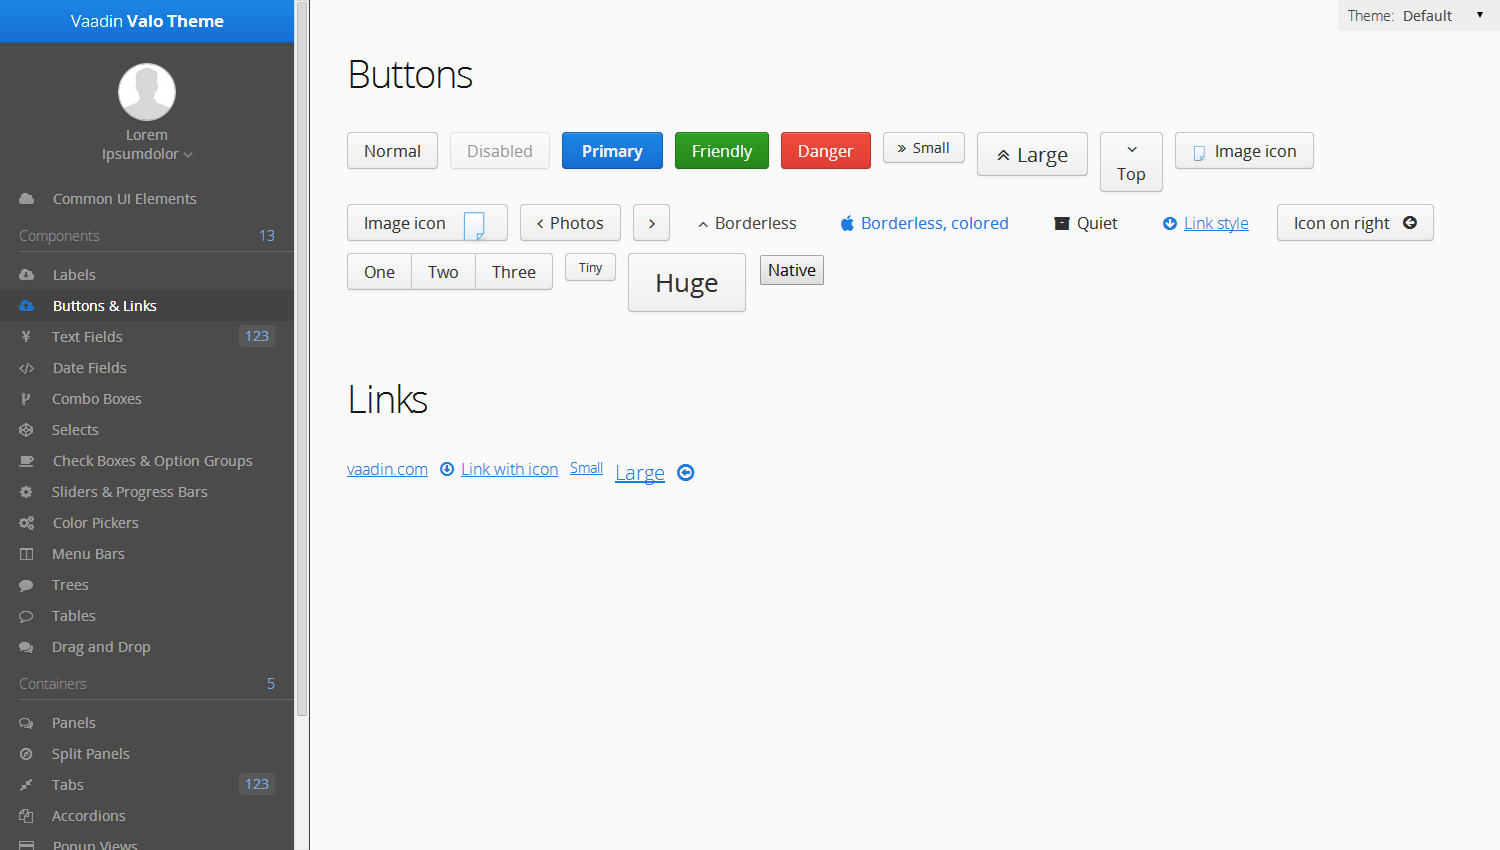 Vaadin Valo Theme
Lorem
Ipsumdolor
Common UI Elements
Components 13
Labels
Buttons & Links
Text Fields 123
Date Fields
Combo Boxes
Selects
Check Boxes & Option Groups
Sliders & Progress Bars
Color Pickers
Menu Bars
Trees
Tables
Drag and Drop
Containers 5
Panels
Split Panels
Tabs 123
Accordions
Popup Views
Theme: Default
Buttons
Normal Disabled Primary Friendly Danger Small Large Top Image icon
Image icon Photos Borderless Borderless, colored Quiet Link style Icon on right
One Two Three Tiny Huge Native
Links
vaadin.com Link with icon Small Large